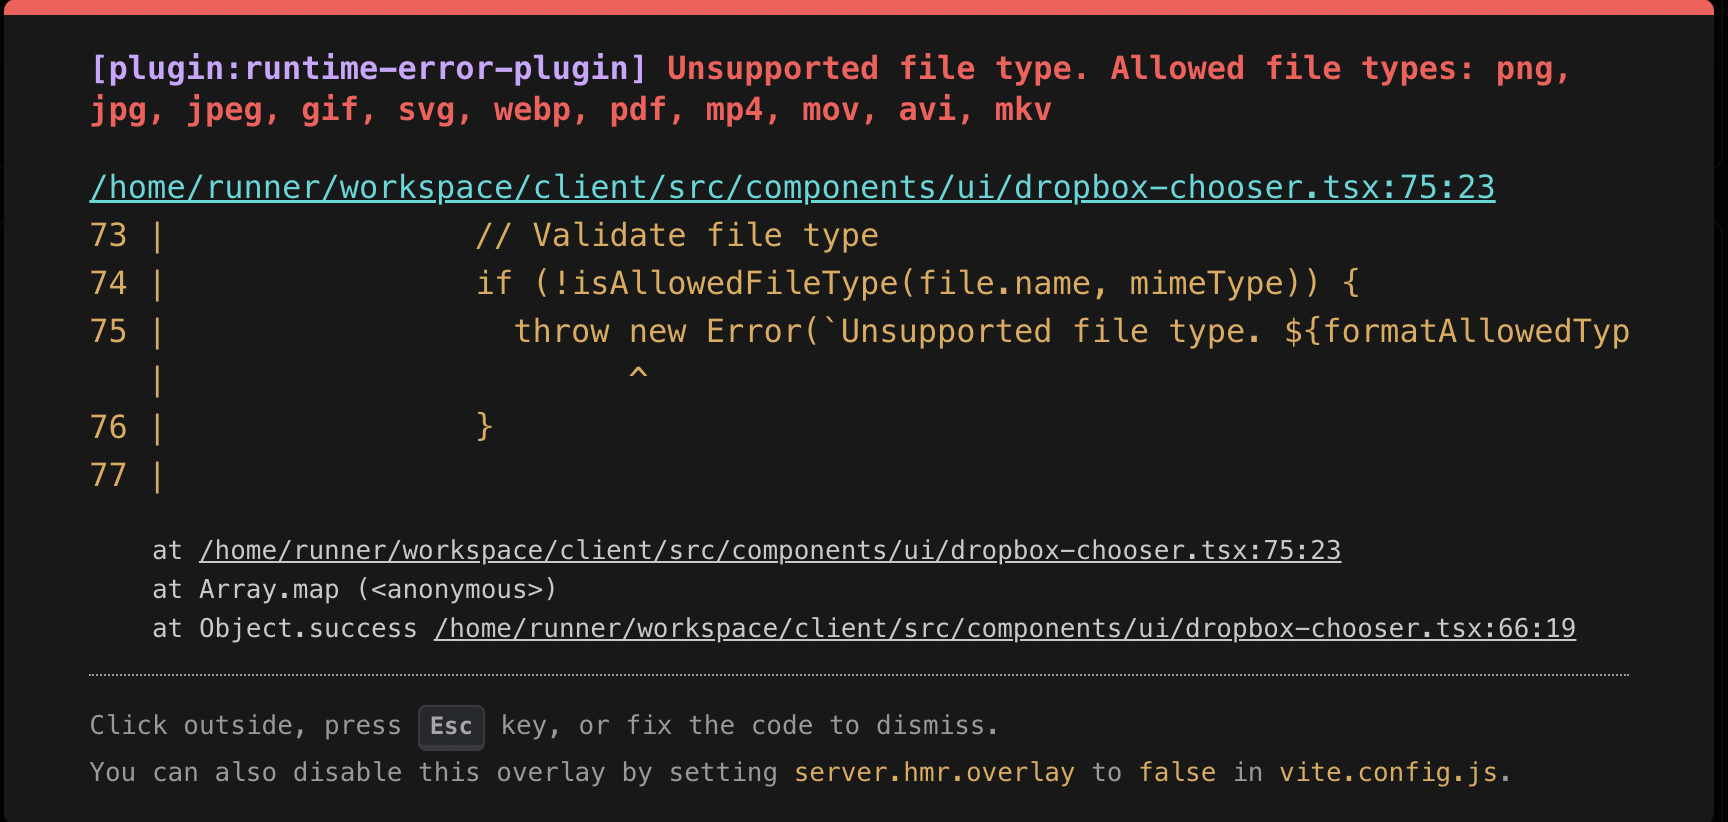 [plugin:runtime-error-plugin] Unsupported file type. Allowed file types: png,
jpg, jpeg, gif, svg, webp, pdf, mp4, mov, avi, mkv
/home/runner/workspace/client/src/components/ui/dropbox-chooser.tsx:75:23
73 |                // Validate file type
74 |                if (!isAllowedFileType(file.name, mimeType)) {
75 |                  throw new Error(`Unsupported file type. ${formatAllowedTyp
   |                        ^
76 |                }
77 |
at /home/runner/workspace/client/src/components/ui/dropbox-chooser.tsx:75:23
at Array.map (<anonymous>)
at Object.success /home/runner/workspace/client/src/components/ui/dropbox-chooser.tsx:66:19
Click outside, press Esc key, or fix the code to dismiss.
You can also disable this overlay by setting server.hmr.overlay to false in vite.config.js.